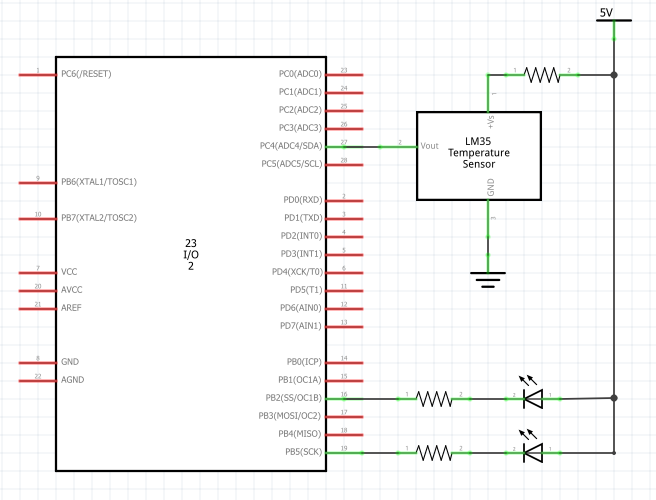 5V
1 PC6(/RESET)
PC0(ADC0) 23
1 2
PC1(ADC1) 24
1
PC2(ADC2) 25
+Vs
PC3(ADC3) 26
PC4(ADC4/SDA) 27
2 Vout
LM35
Temperature
Sensor
PC5(ADC5/SCL) 28
9 PB6(XTAL1/TOSC1)
GND
PD0(RXD) 2
10 PB7(XTAL2/TOSC2)
PD1(TXD) 3
3
PD2(INT0) 4
23
I/O
2
PD3(INT1) 5
7 VCC
PD4(XCK/T0) 6
20 AVCC
PD5(T1) 11
21 AREF
PD6(AIN0) 12
PD7(AIN1) 13
8 GND
PB0(ICP) 14
22 AGND
PB1(OC1A) 15
PB2(SS/OC1B) 16
1 2 2 1
PB3(MOSI/OC2) 17
PB4(MISO) 18
PB5(SCK) 19
1 2 2 1